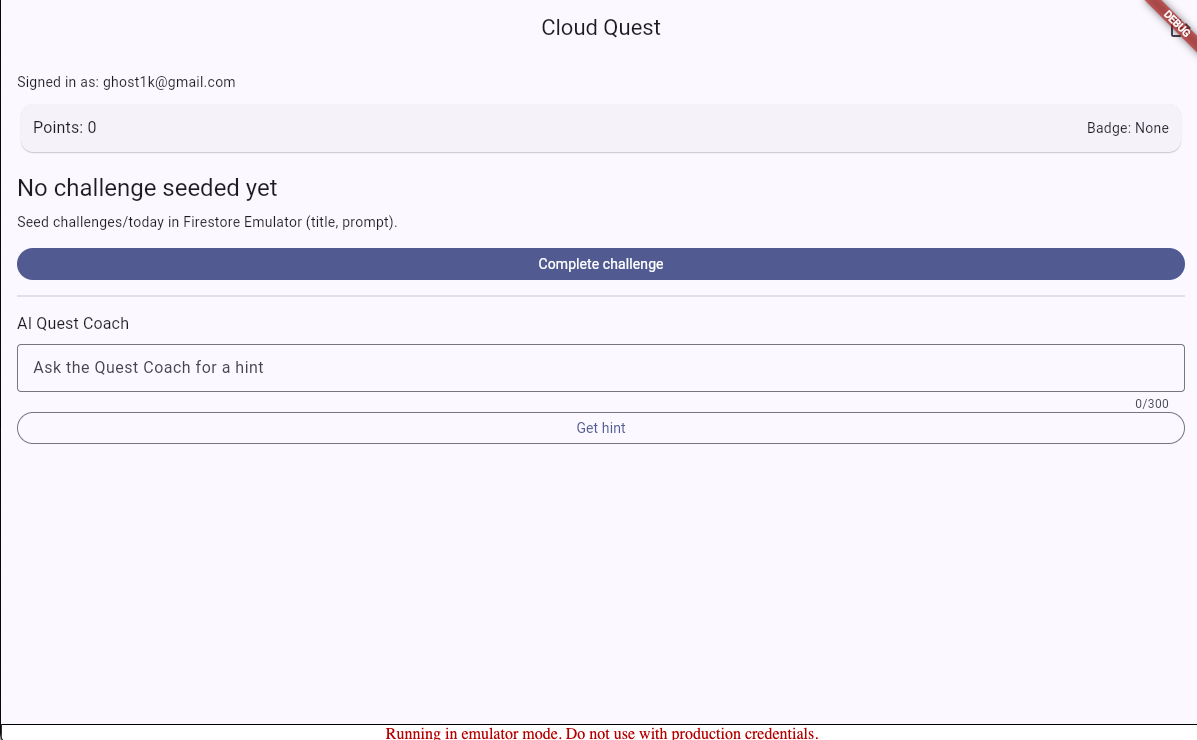 Cloud Quest
DEBUG
Signed in as: ghost1k@gmail.com
Points: 0
Badge: None
No challenge seeded yet
Seed challenges/today in Firestore Emulator (title, prompt).
Complete challenge
AI Quest Coach
Ask the Quest Coach for a hint
0/300
Get hint
Running in emulator mode. Do not use with production credentials.